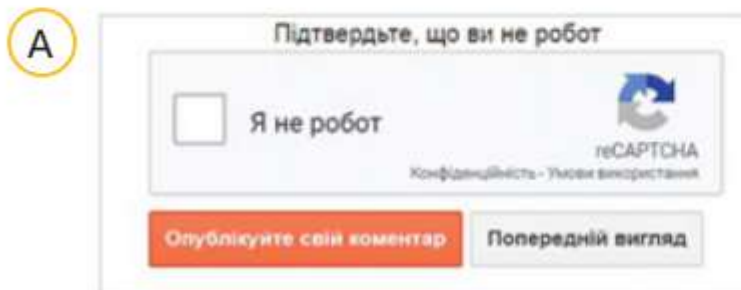 А
Підтвердьте, що ви не робот
Я не робот
reCAPTCHA
Конфіденційність - Умови використання
Опублікуйте свій коментар
Попередній вигляд